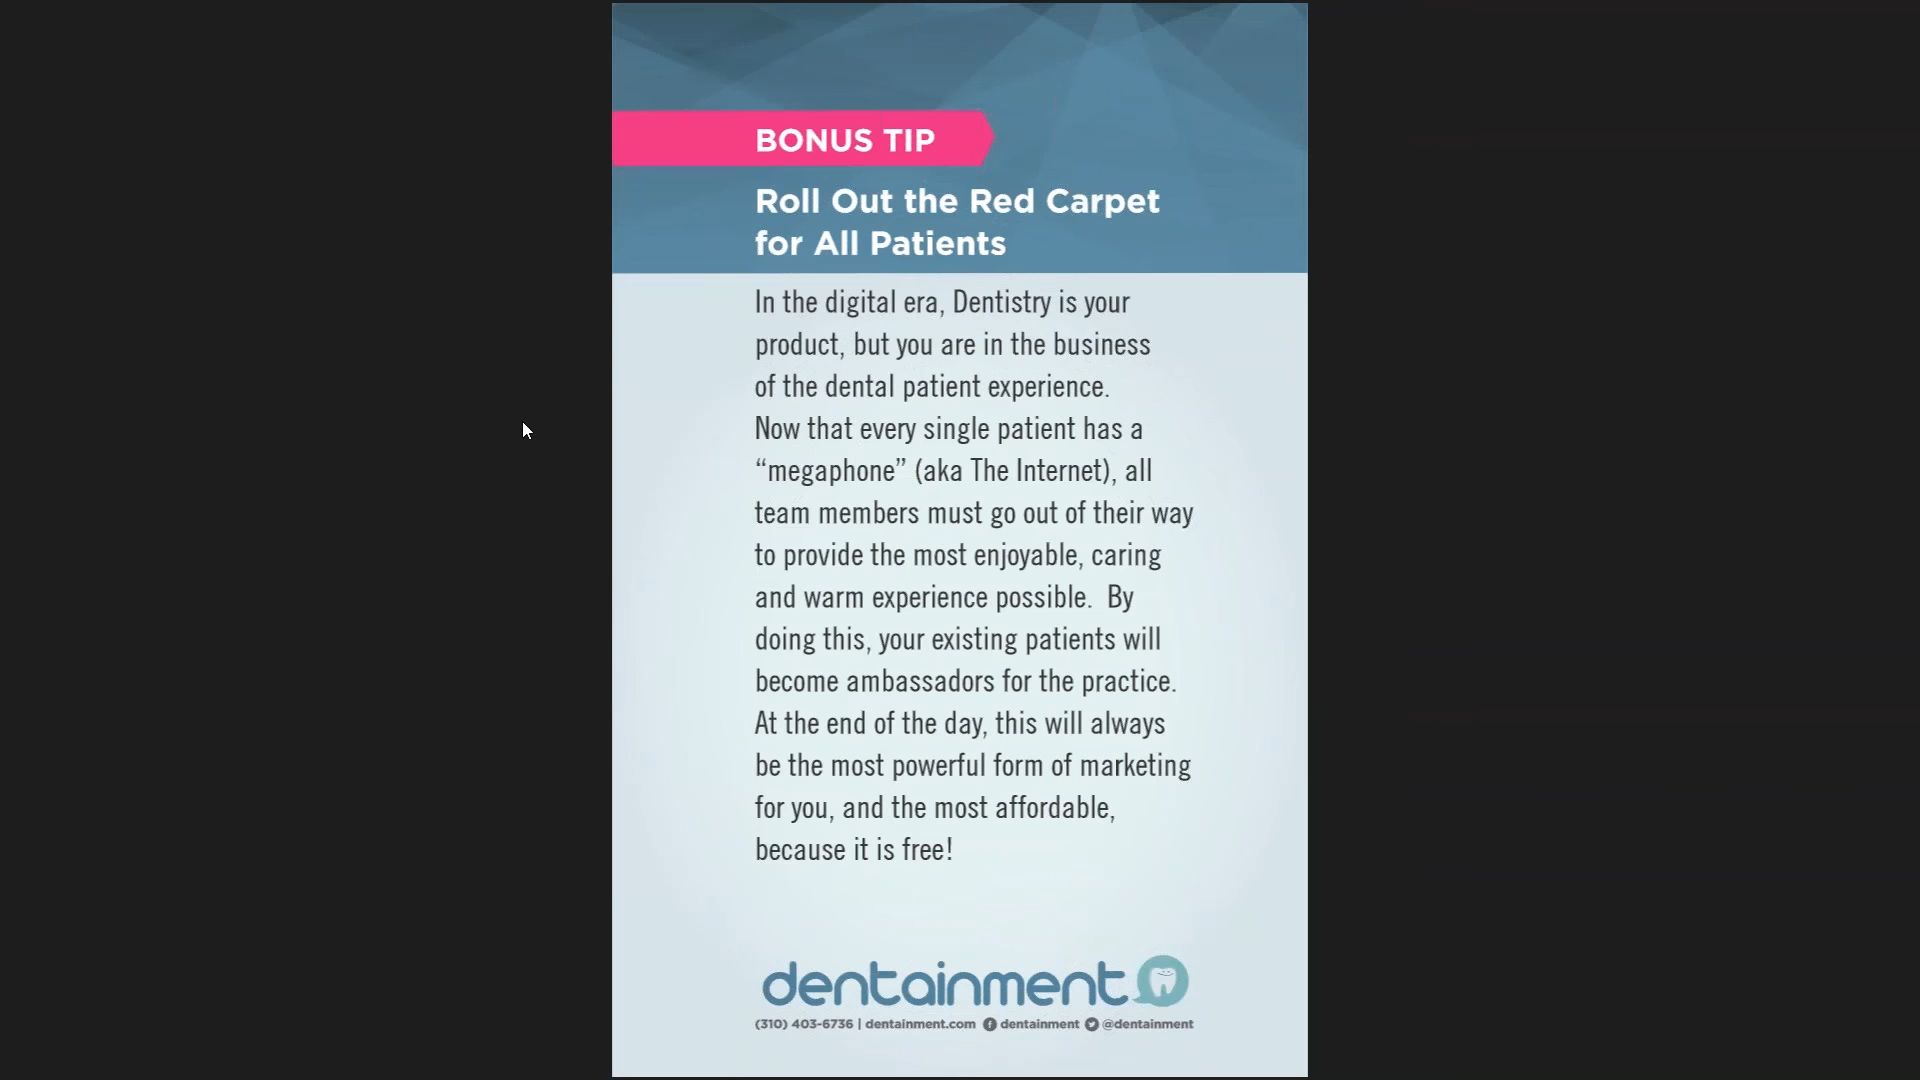 BONUS TIP
Roll Out the Red Carpet
for All Patients
In the digital era, Dentistry is your
product, but you are in the business
of the dental patient experience.
Now that every single patient has a
“megaphone” (aka The Internet), all
team members must go out of their way
to provide the most enjoyable, caring
and warm experience possible.  By
doing this, your existing patients will
become ambassadors for the practice.
At the end of the day, this will always
be the most powerful form of marketing
for you, and the most affordable,
because it is free!
dentainment
(310) 403-6736 | dentainment.com dentainment @dentainment